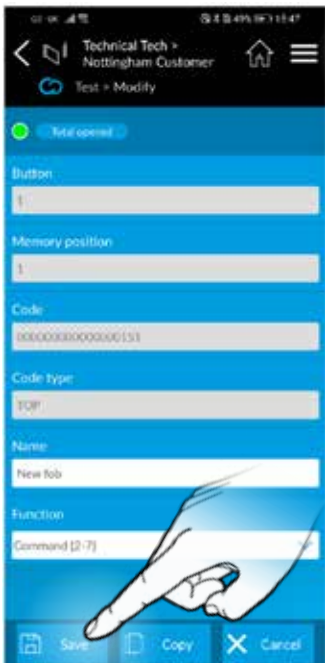 Technical Tech >
Nottingham Customer
Test > Modify
Total opened
Button
1
Memory position
1
Code
Code type
TOP
Name
New fob
Function
Command [2-7]
Save
Copy
Cancel